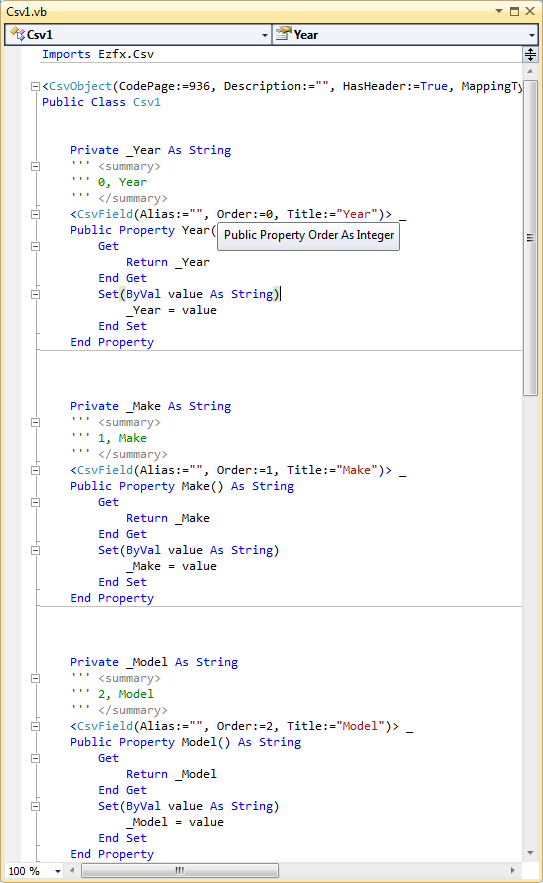 Csv1.vb
Csv1 Year
Imports Ezfx.Csv
<CsvObject(CodePage:=936, Description:="", HasHeader:=True, MappingTy
Public Class Csv1
Private _Year As String
''' <summary>
''' 0, Year
''' </summary>
<CsvField(Alias:="", Order:=0, Title:="Year")> _
Public Property Year(
Public Property Order As Integer
Get
Return _Year
End Get
Set(ByVal value As String)
_Year = value
End Set
End Property
Private _Make As String
''' <summary>
''' 1, Make
''' </summary>
<CsvField(Alias:="", Order:=1, Title:="Make")> _
Public Property Make() As String
Get
Return _Make
End Get
Set(ByVal value As String)
_Make = value
End Set
End Property
Private _Model As String
''' <summary>
''' 2, Model
''' </summary>
<CsvField(Alias:="", Order:=2, Title:="Model")> _
Public Property Model() As String
Get
Return _Model
End Get
Set(ByVal value As String)
_Model = value
End Set
End Property
100 %